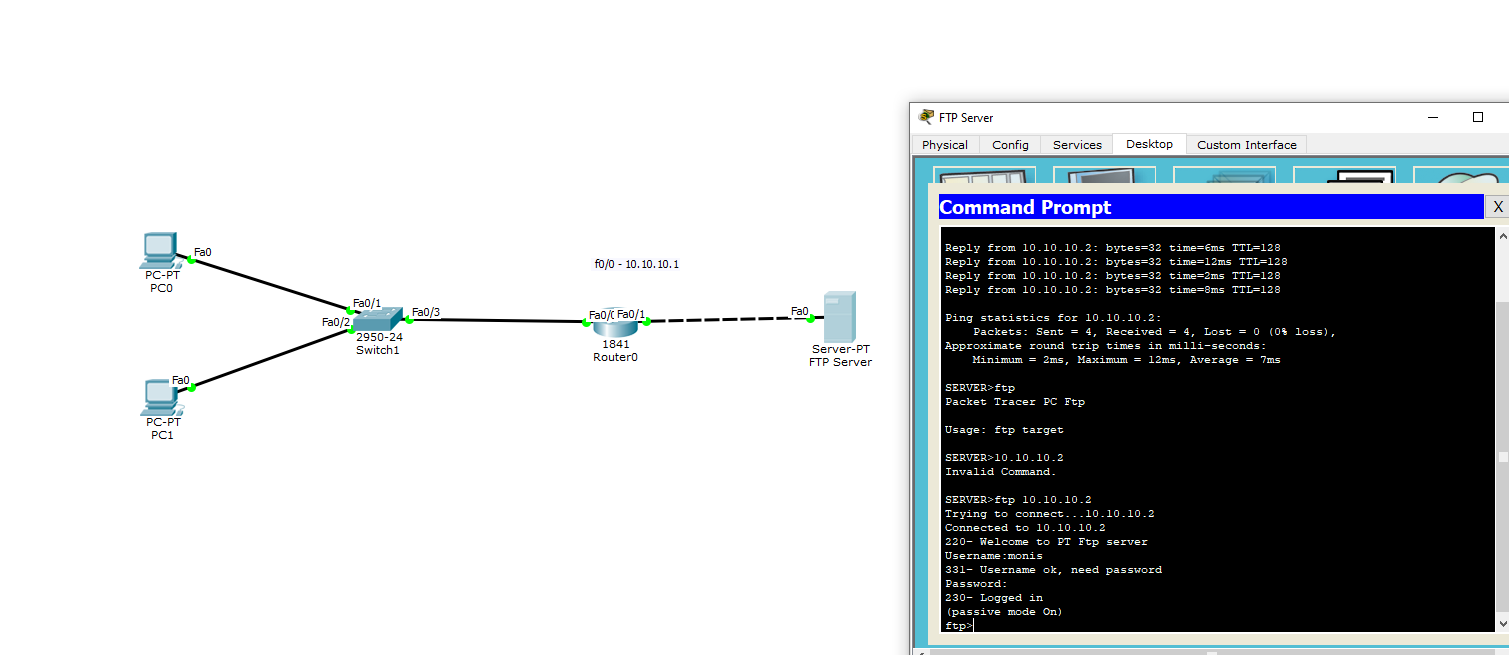 Fa0
PC-PT
PC0
Fa0/1
Fa0/2
Fa0/3
2950-24
Switch1
Fa0
PC-PT
PC1
f0/0 - 10.10.10.1
Fa0/0 Fa0/1
1841
Router0
Fa0
Server-PT
FTP Server
FTP Server
Physical Config Services Desktop Custom Interface
Command Prompt X
Reply from 10.10.10.2: bytes=32 time=6ms TTL=128
Reply from 10.10.10.2: bytes=32 time=12ms TTL=128
Reply from 10.10.10.2: bytes=32 time=2ms TTL=128
Reply from 10.10.10.2: bytes=32 time=8ms TTL=128
Ping statistics for 10.10.10.2:
Packets: Sent = 4, Received = 4, Lost = 0 (0% loss),
Approximate round trip times in milli-seconds:
Minimum = 2ms, Maximum = 12ms, Average = 7ms
SERVER>ftp
Packet Tracer PC Ftp
Usage: ftp target
SERVER>10.10.10.2
Invalid Command.
SERVER>ftp 10.10.10.2
Trying to connect...10.10.10.2
Connected to 10.10.10.2
220- Welcome to PT Ftp server
Username:monis
331- Username ok, need password
Password:
230- Logged in
(passive mode On)
ftp>